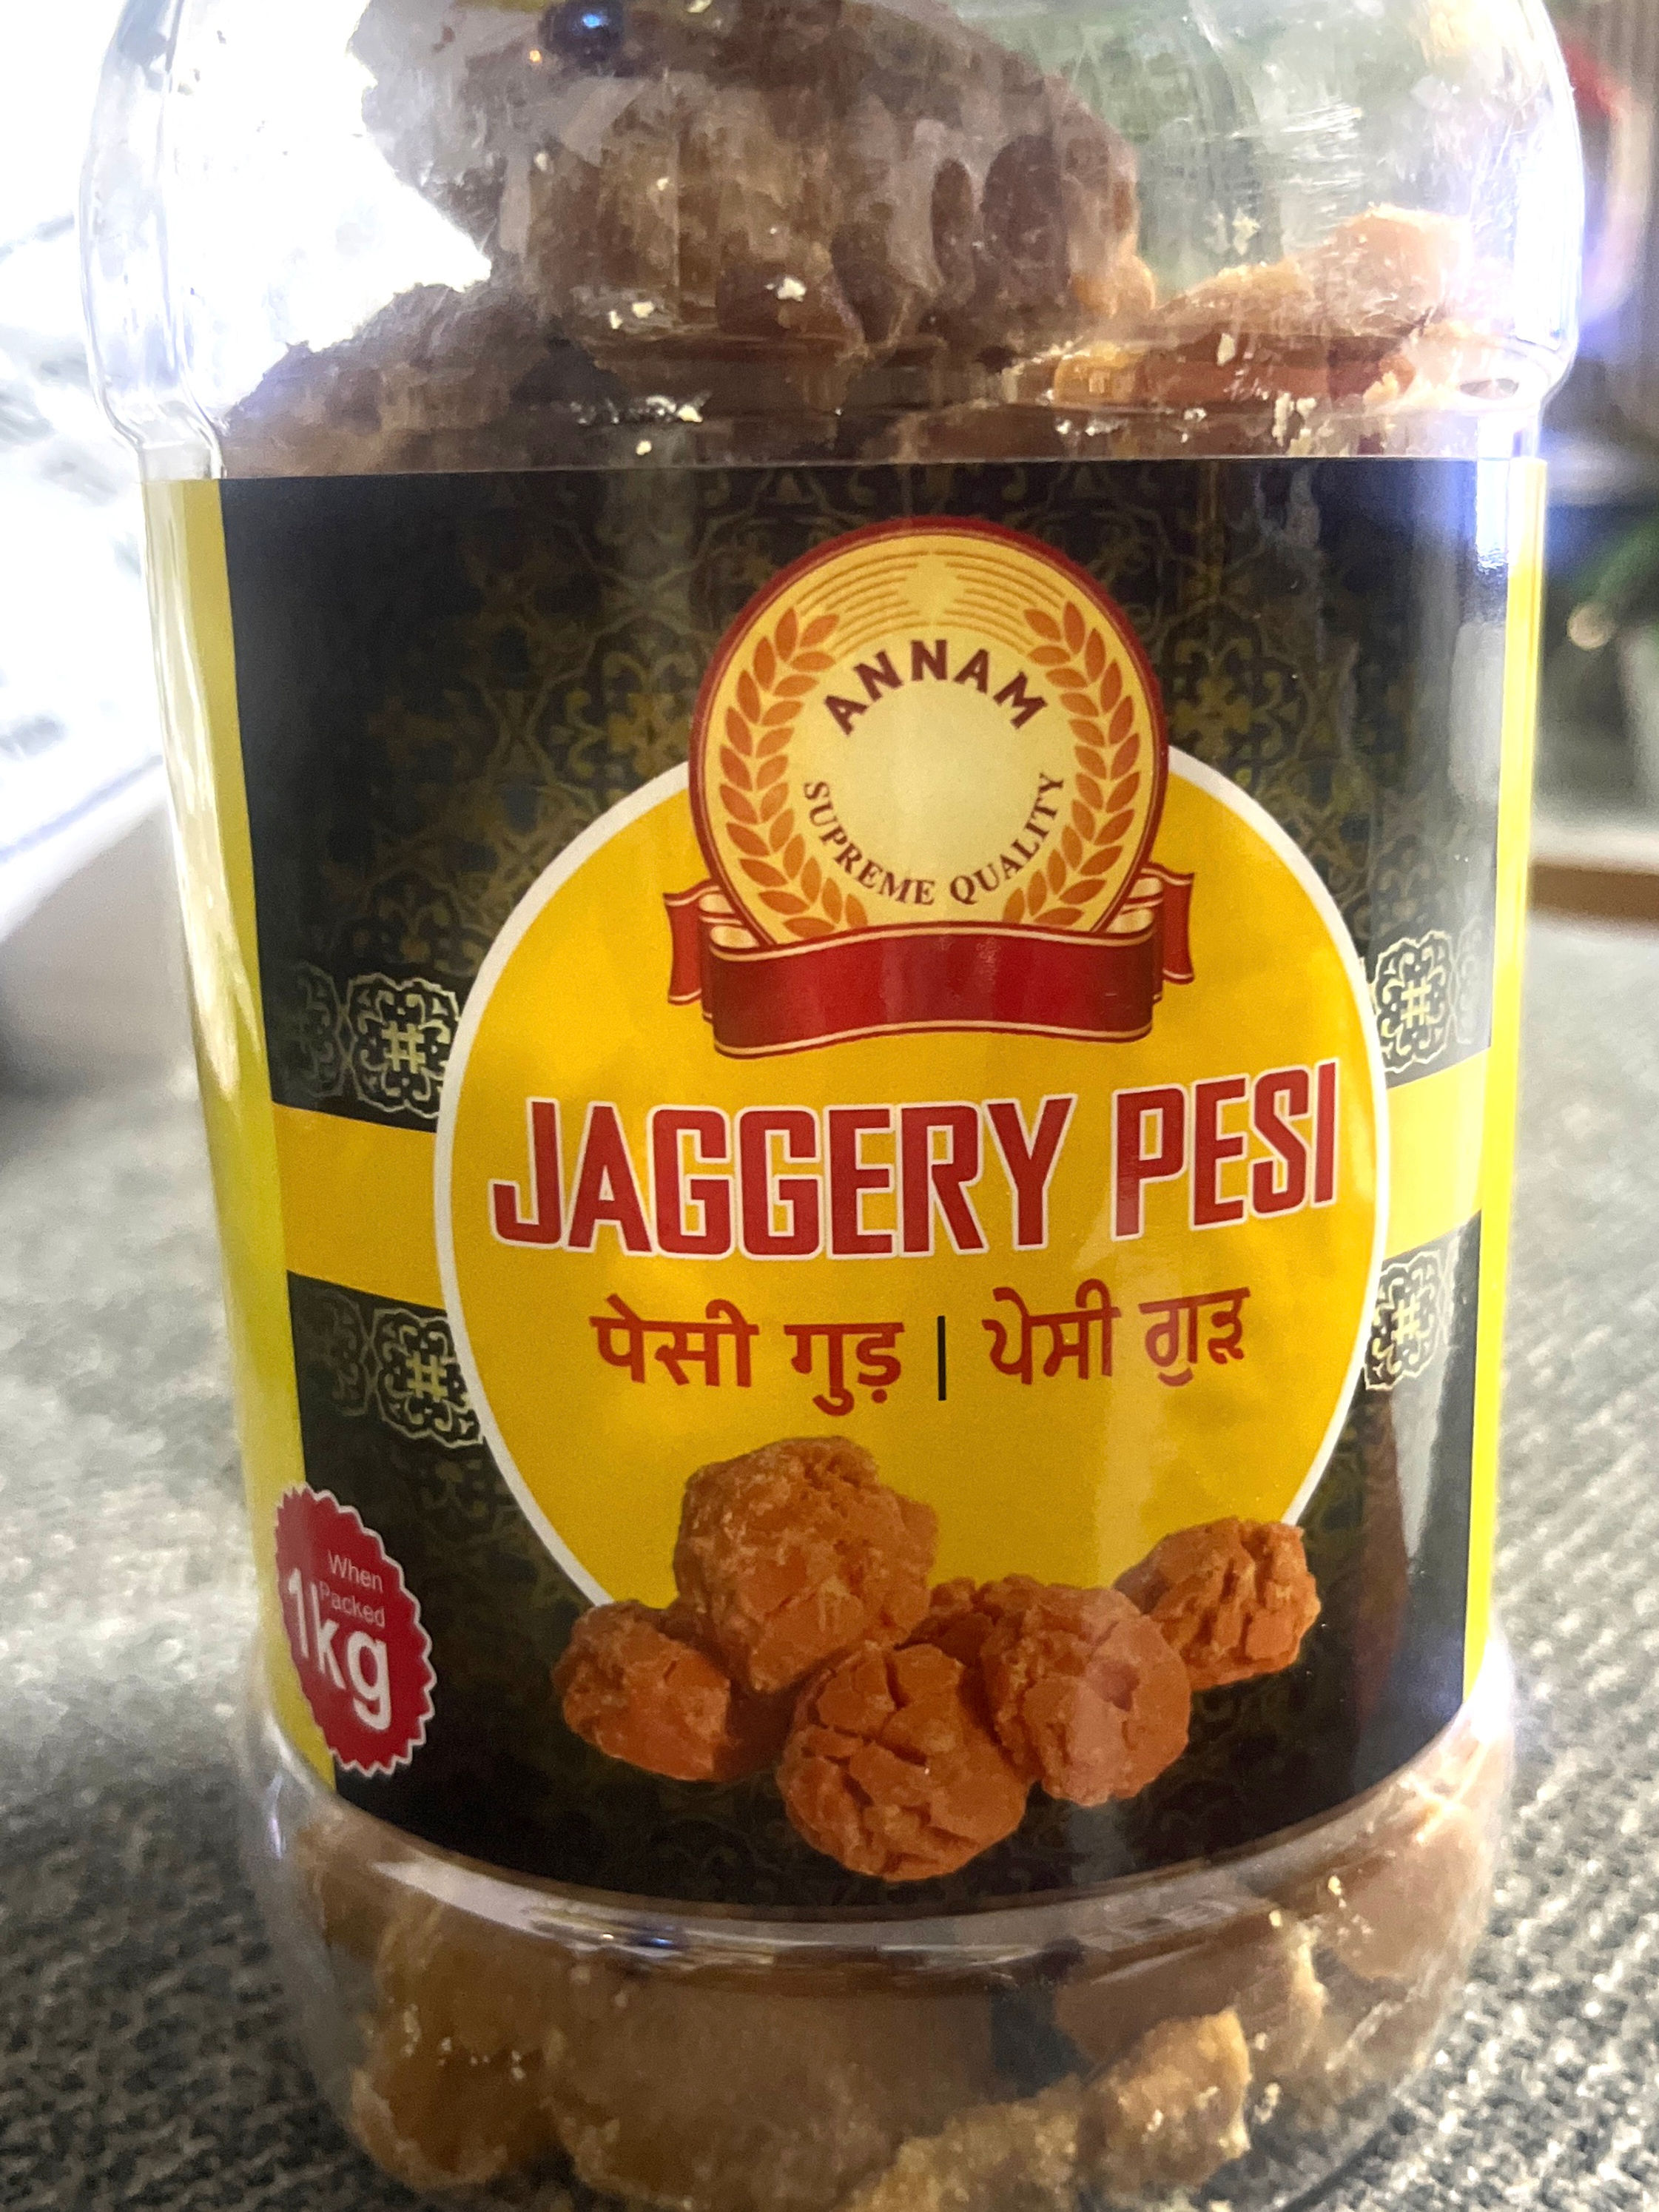 ANNAM
SUPREME QUALITY
JAGGERY PESI
पेसी गुड़ | ਪੇਸੀ ਗੁੜ
When
Packed
1kg